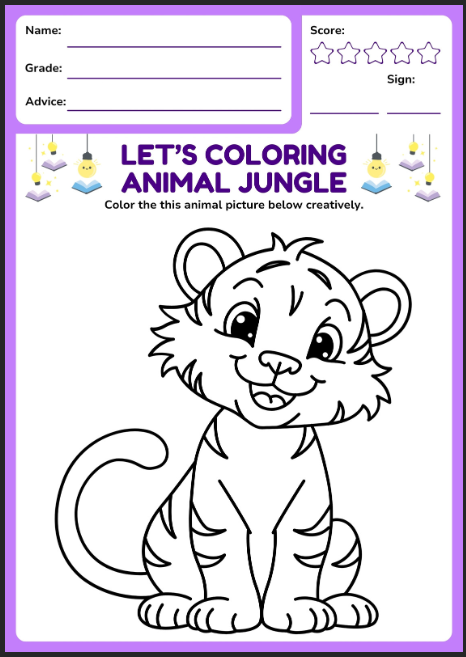 Name:
Grade:
Advice:
Score:
Sign:
LET'S COLORING
ANIMAL JUNGLE
Color the this animal picture below creatively.